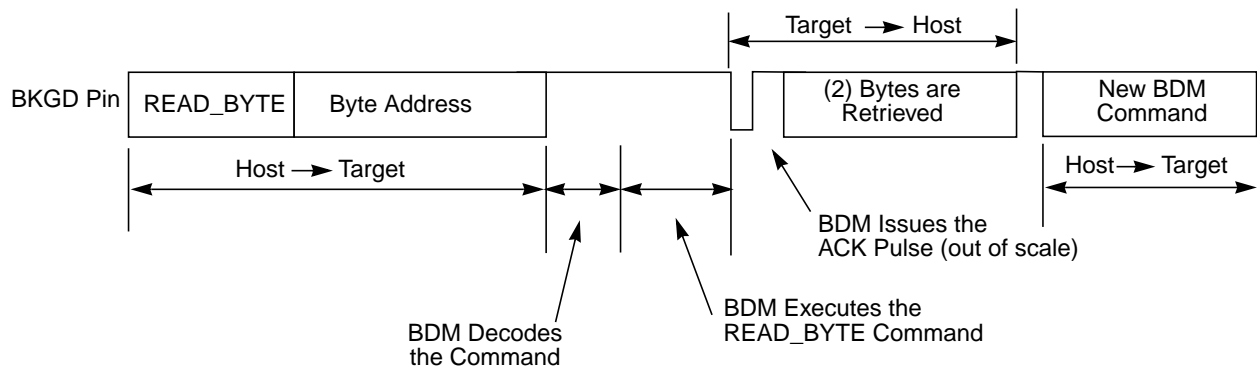 Target Host
BKGD Pin
READ_BYTE
Byte Address
(2) Bytes are
Retrieved
New BDM
Command
Host Target
Host Target
BDM Issues the
ACK Pulse (out of scale)
BDM Decodes
the Command
BDM Executes the
READ_BYTE Command